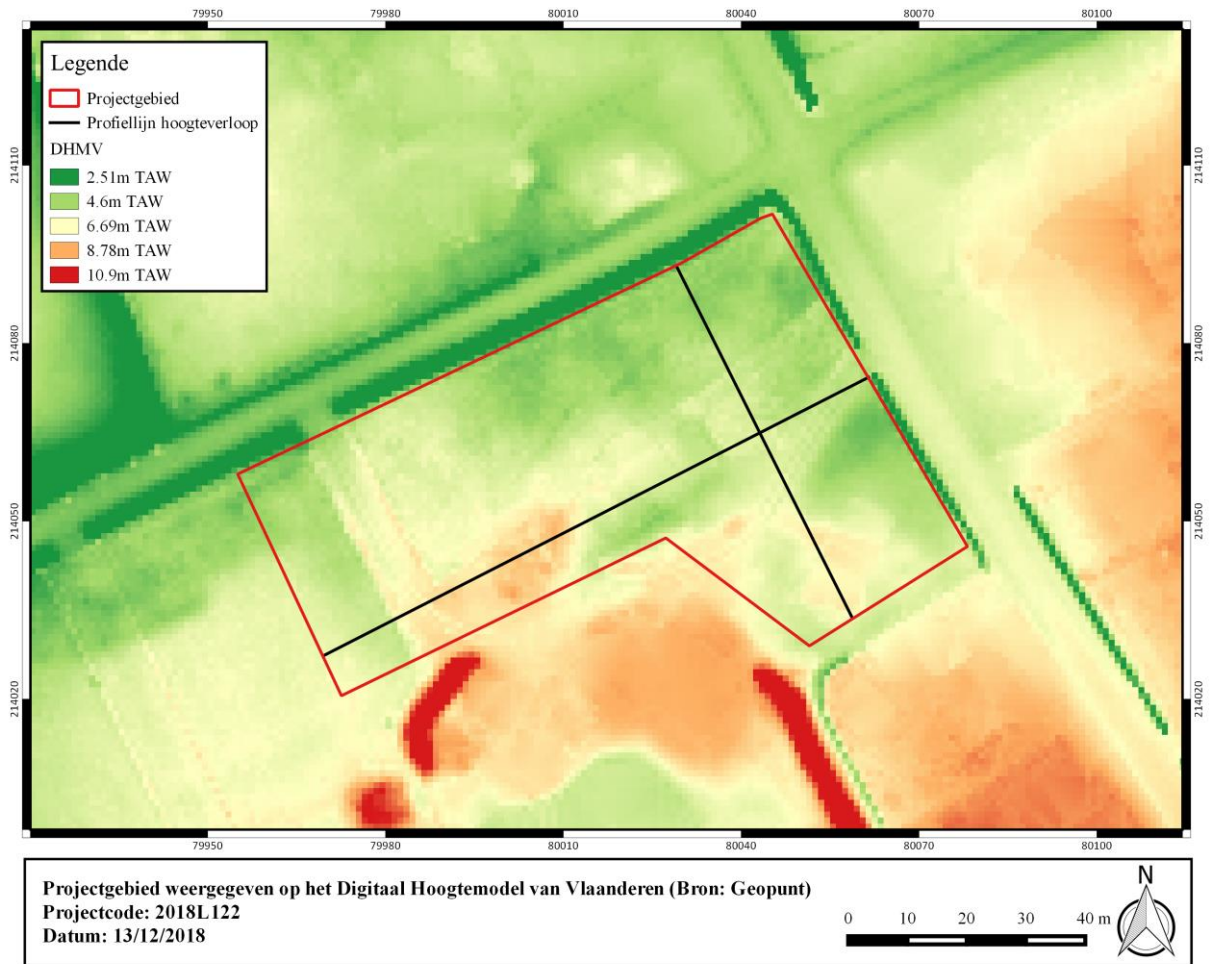 79950 79980 80010 80040 80070 80100
Legende
Projectgebied
Profiellijn hoogteverloop
DHMV
2.51m TAW
4.6m TAW
6.69m TAW
8.78m TAW
10.9m TAW
214110 214110
214080 214080
214050 214050
214020 214020
79950 79980 80010 80040 80070 80100
Projectgebied weergegeven op het Digitaal Hoogtemodel van Vlaanderen (Bron: Geopunt)
Projectcode: 2018L122
Datum: 13/12/2018
0 10 20 30 40 m
N